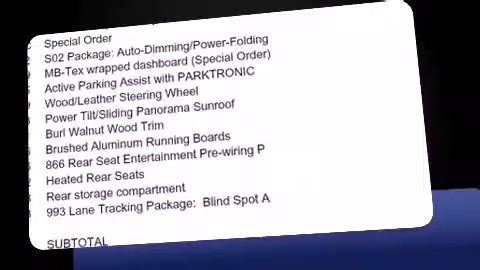 Special Order
S02 Package: Auto-Dimming/Power-Folding
MB-Tex wrapped dashboard (Special Order)
Active Parking Assist with PARKTRONIC
Wood/Leather Steering Wheel
Power Tilt/Sliding Panorama Sunroof
Burl Walnut Wood Trim
Brushed Aluminum Running Boards
866 Rear Seat Entertainment Pre-wiring P
Heated Rear Seats
Rear storage compartment
993 Lane Tracking Package: Blind Spot A
SUBTOTAL